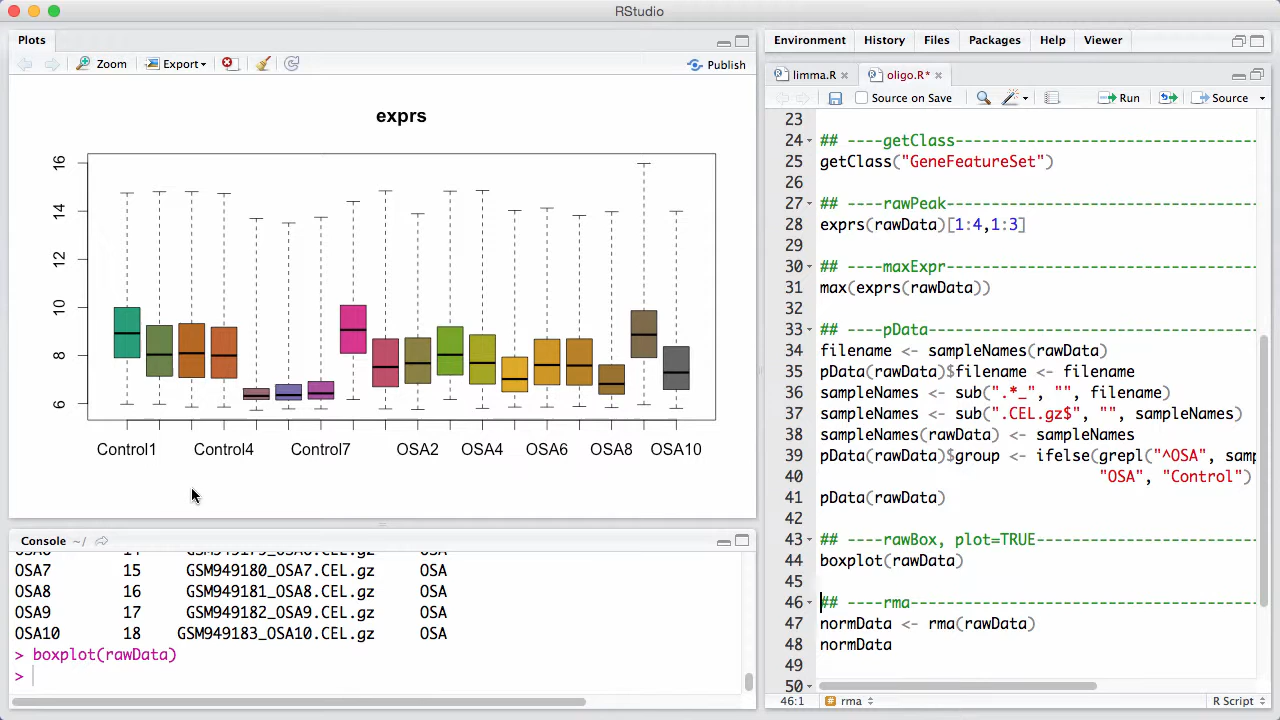 RStudio
Plots
Zoom
Export
Publish
exprs
16
14
12
10
8
6
Control1
Control4
Control7
OSA2
OSA4
OSA6
OSA8
OSA10
Console ~/
OSA7 15 GSM949180_OSA7.CEL.gz OSA
OSA8 16 GSM949181_OSA8.CEL.gz OSA
OSA9 17 GSM949182_OSA9.CEL.gz OSA
OSA10 18 GSM949183_OSA10.CEL.gz OSA
> boxplot(rawData)
>
Environment History Files Packages Help Viewer
limma.R
oligo.R*
Source on Save
Run
Source
23
24 ## ----getClass-----------------------------------
25 getClass("GeneFeatureSet")
26
27 ## ----rawPeak------------------------------------
28 exprs(rawData)[1:4,1:3]
29
30 ## ----maxExpr------------------------------------
31 max(exprs(rawData))
32
33 ## ----pData--------------------------------------
34 filename <- sampleNames(rawData)
35 pData(rawData)$filename <- filename
36 sampleNames <- sub(".*_", "", filename)
37 sampleNames <- sub(".CEL.gz$", "", sampleNames)
38 sampleNames(rawData) <- sampleNames
39 pData(rawData)$group <- ifelse(grepl("^OSA", samp
40 "OSA", "Control")
41 pData(rawData)
42
43 ## ----rawBox, plot=TRUE-------------------------
44 boxplot(rawData)
45
46 ## ----rma----------------------------------------
47 normData <- rma(rawData)
48 normData
49
50
46:1
rma
R Script